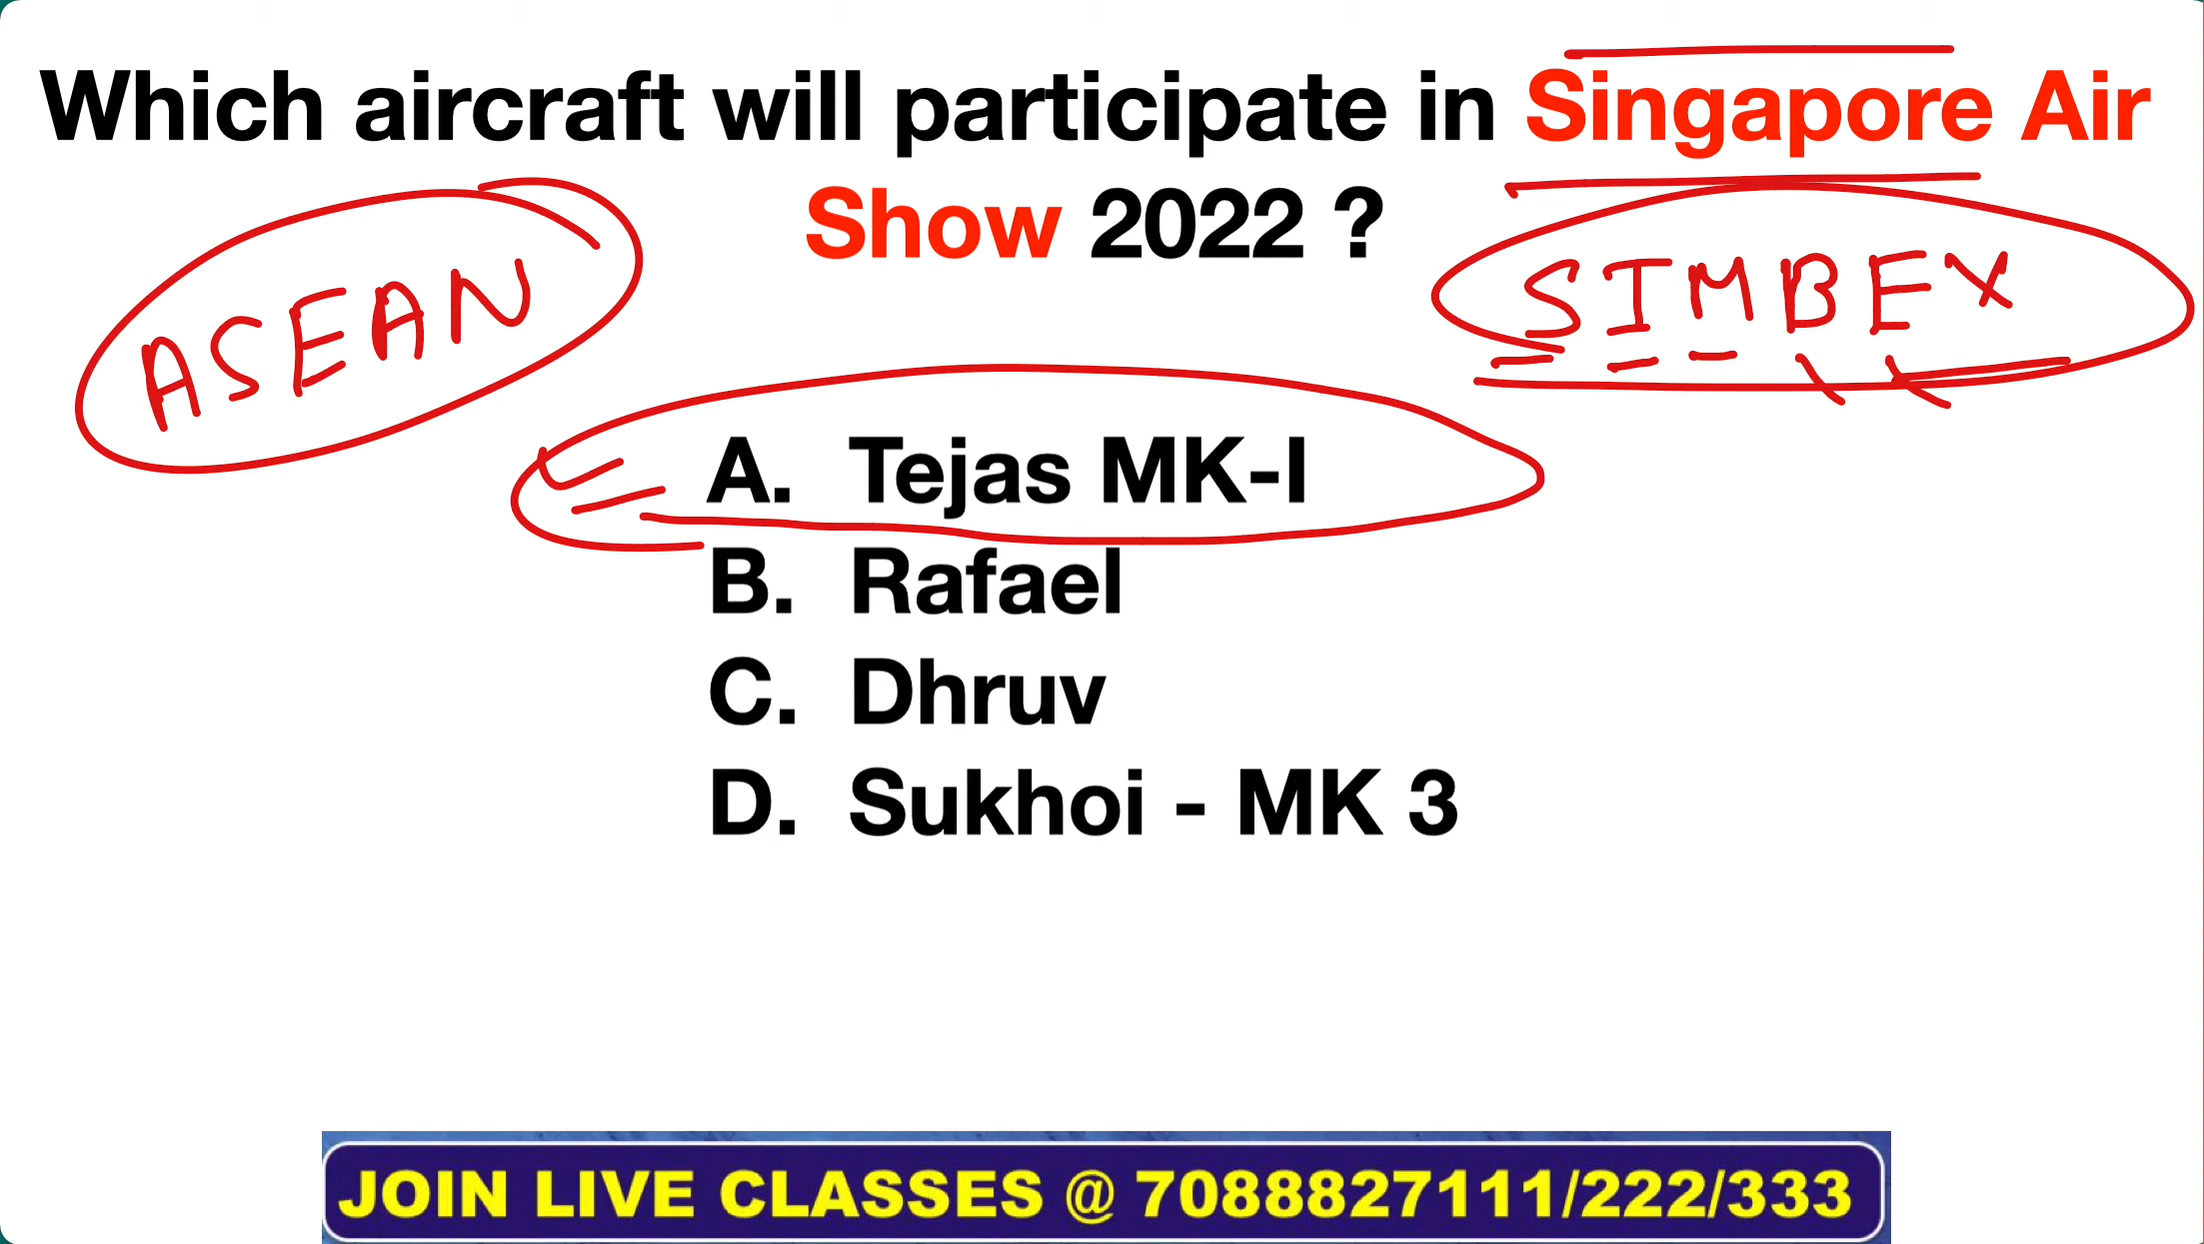 Which aircraft will participate in Singapore Air
Show 2022 ?
ASEAN
SIMBEX
A. Tejas MK-I
B. Rafael
C. Dhruv
D. Sukhoi - MK 3
JOIN LIVE CLASSES @ 7088827111/222/333